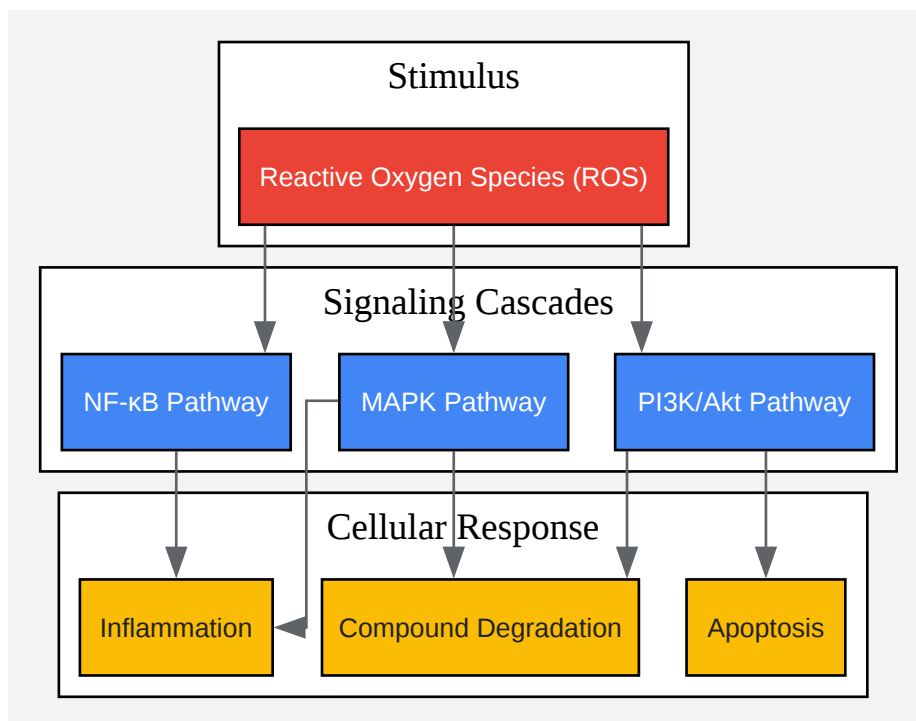 Stimulus
Reactive Oxygen Species (ROS)
Signaling Cascades
NF-κB Pathway
MAPK Pathway
PI3K/Akt Pathway
Cellular Response
Inflammation
Compound Degradation
Apoptosis